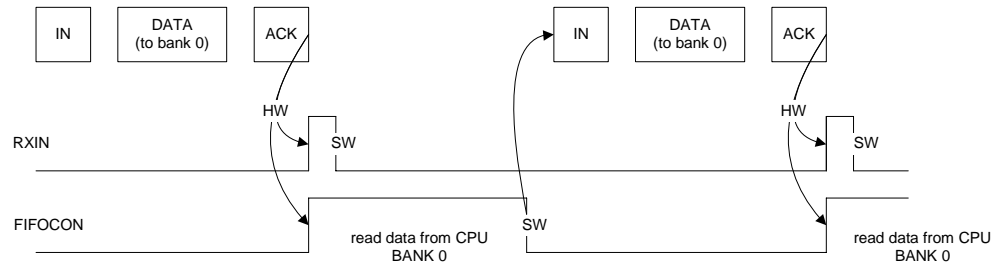 IN
DATA
(to bank 0)
ACK
IN
DATA
(to bank 0)
ACK
HW
HW
RXIN
SW
SW
FIFOCON
SW
read data from CPU
BANK 0
read data from CPU
BANK 0